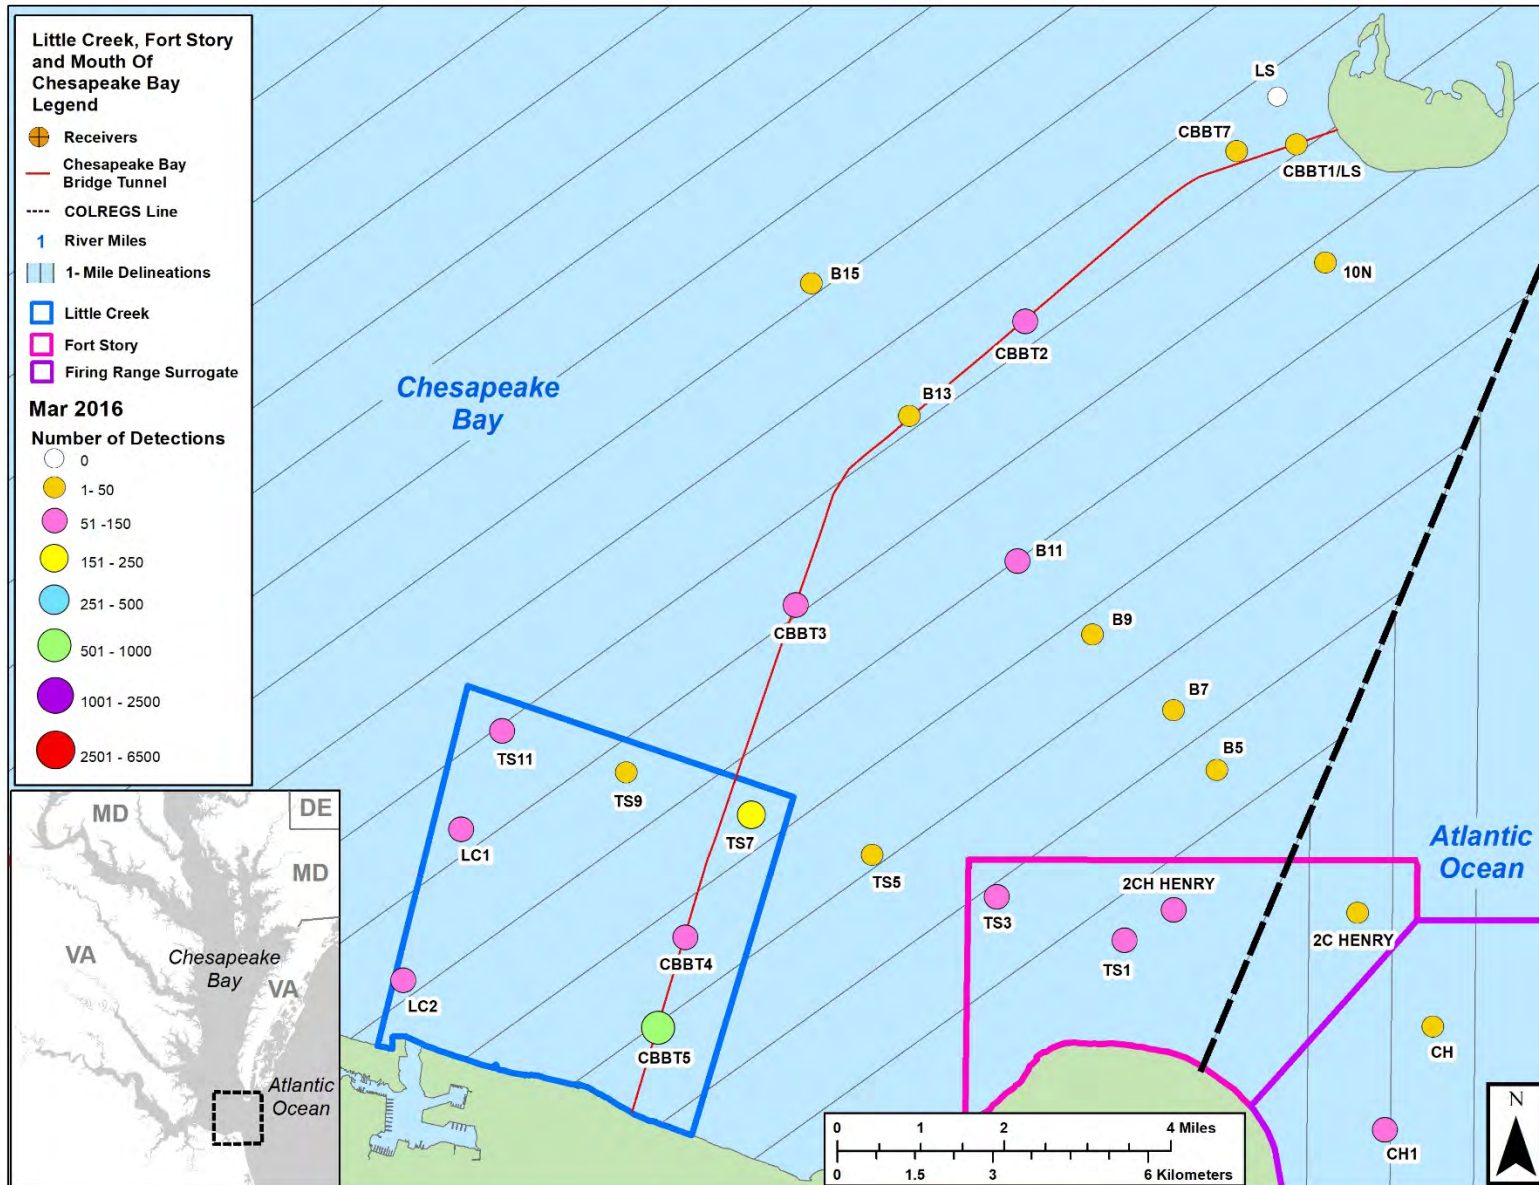 Little Creek, Fort Story
and Mouth Of
Chesapeake Bay
Legend
Receivers
Chesapeake Bay
Bridge Tunnel
COLREGS Line
1 River Miles
1- Mile Delineations
Little Creek
Fort Story
Firing Range Surrogate
Mar 2016
Number of Detections
0
1- 50
51 -150
151 - 250
251 - 500
501 - 1000
1001 - 2500
2501 - 6500
LS
CBBT7
CBBT1/LS
10N
B15
CBBT2
Chesapeake
Bay
B13
B11
CBBT3
B9
B7
B5
TS11
TS9
TS7
LC1
TS5
Atlantic
Ocean
2CH HENRY
TS3
2C HENRY
TS1
CBBT4
LC2
CBBT5
CH
CH1
MD
DE
MD
VA
Chesapeake
Bay
VA
Atlantic
Ocean
0 1 2 4 Miles
0 1.5 3 6 Kilometers
N